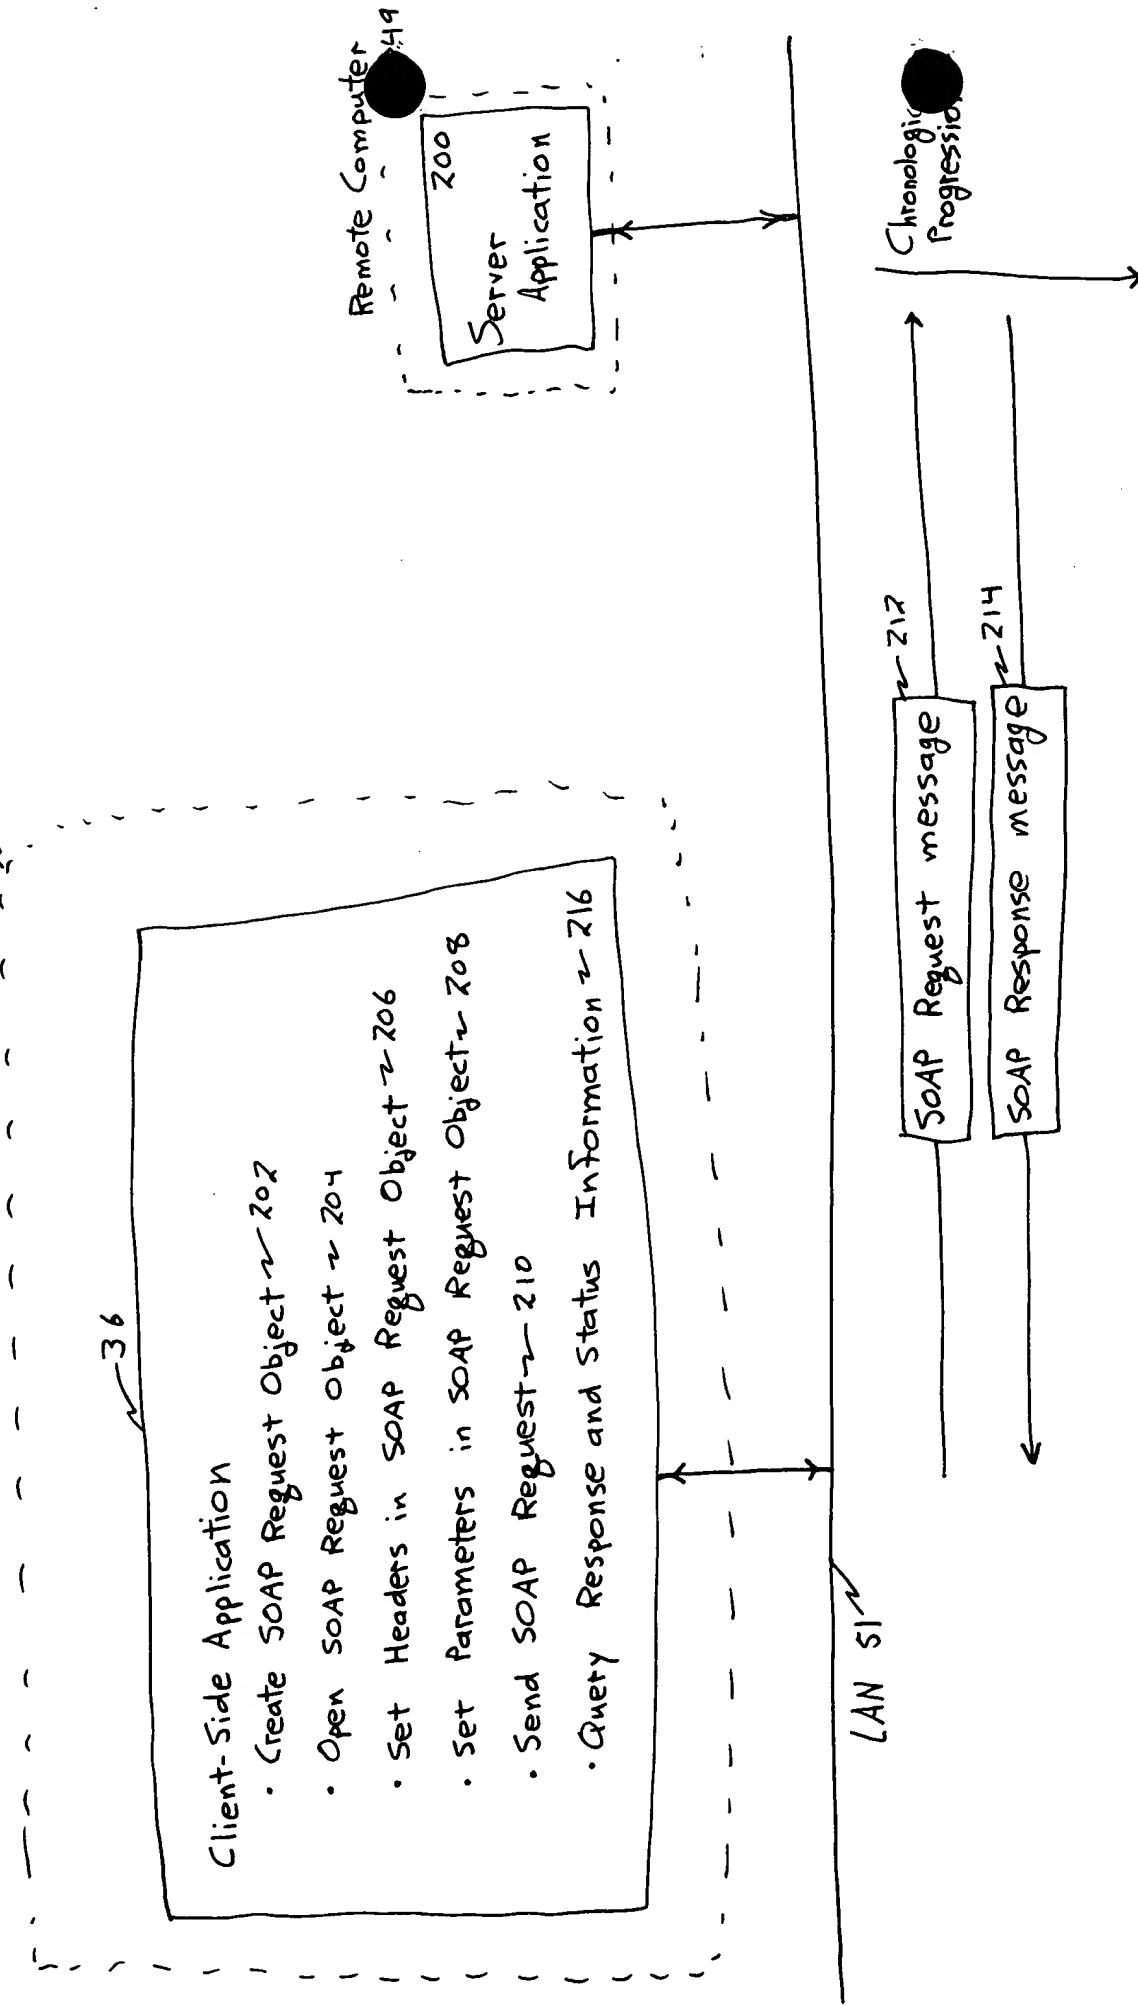 Remote Computer
49
200
Server
Application
36
Client-Side Application
· Create SOAP Request Object ~ 202
· Open SOAP Request Object ~ 204
· Set Headers in SOAP Request Object ~ 206
· Set Parameters in SOAP Request Object ~ 208
· Send SOAP Request ~ 210
· Query Response and Status Information ~ 216
LAN 51
SOAP Request message
212
SOAP Response message
214